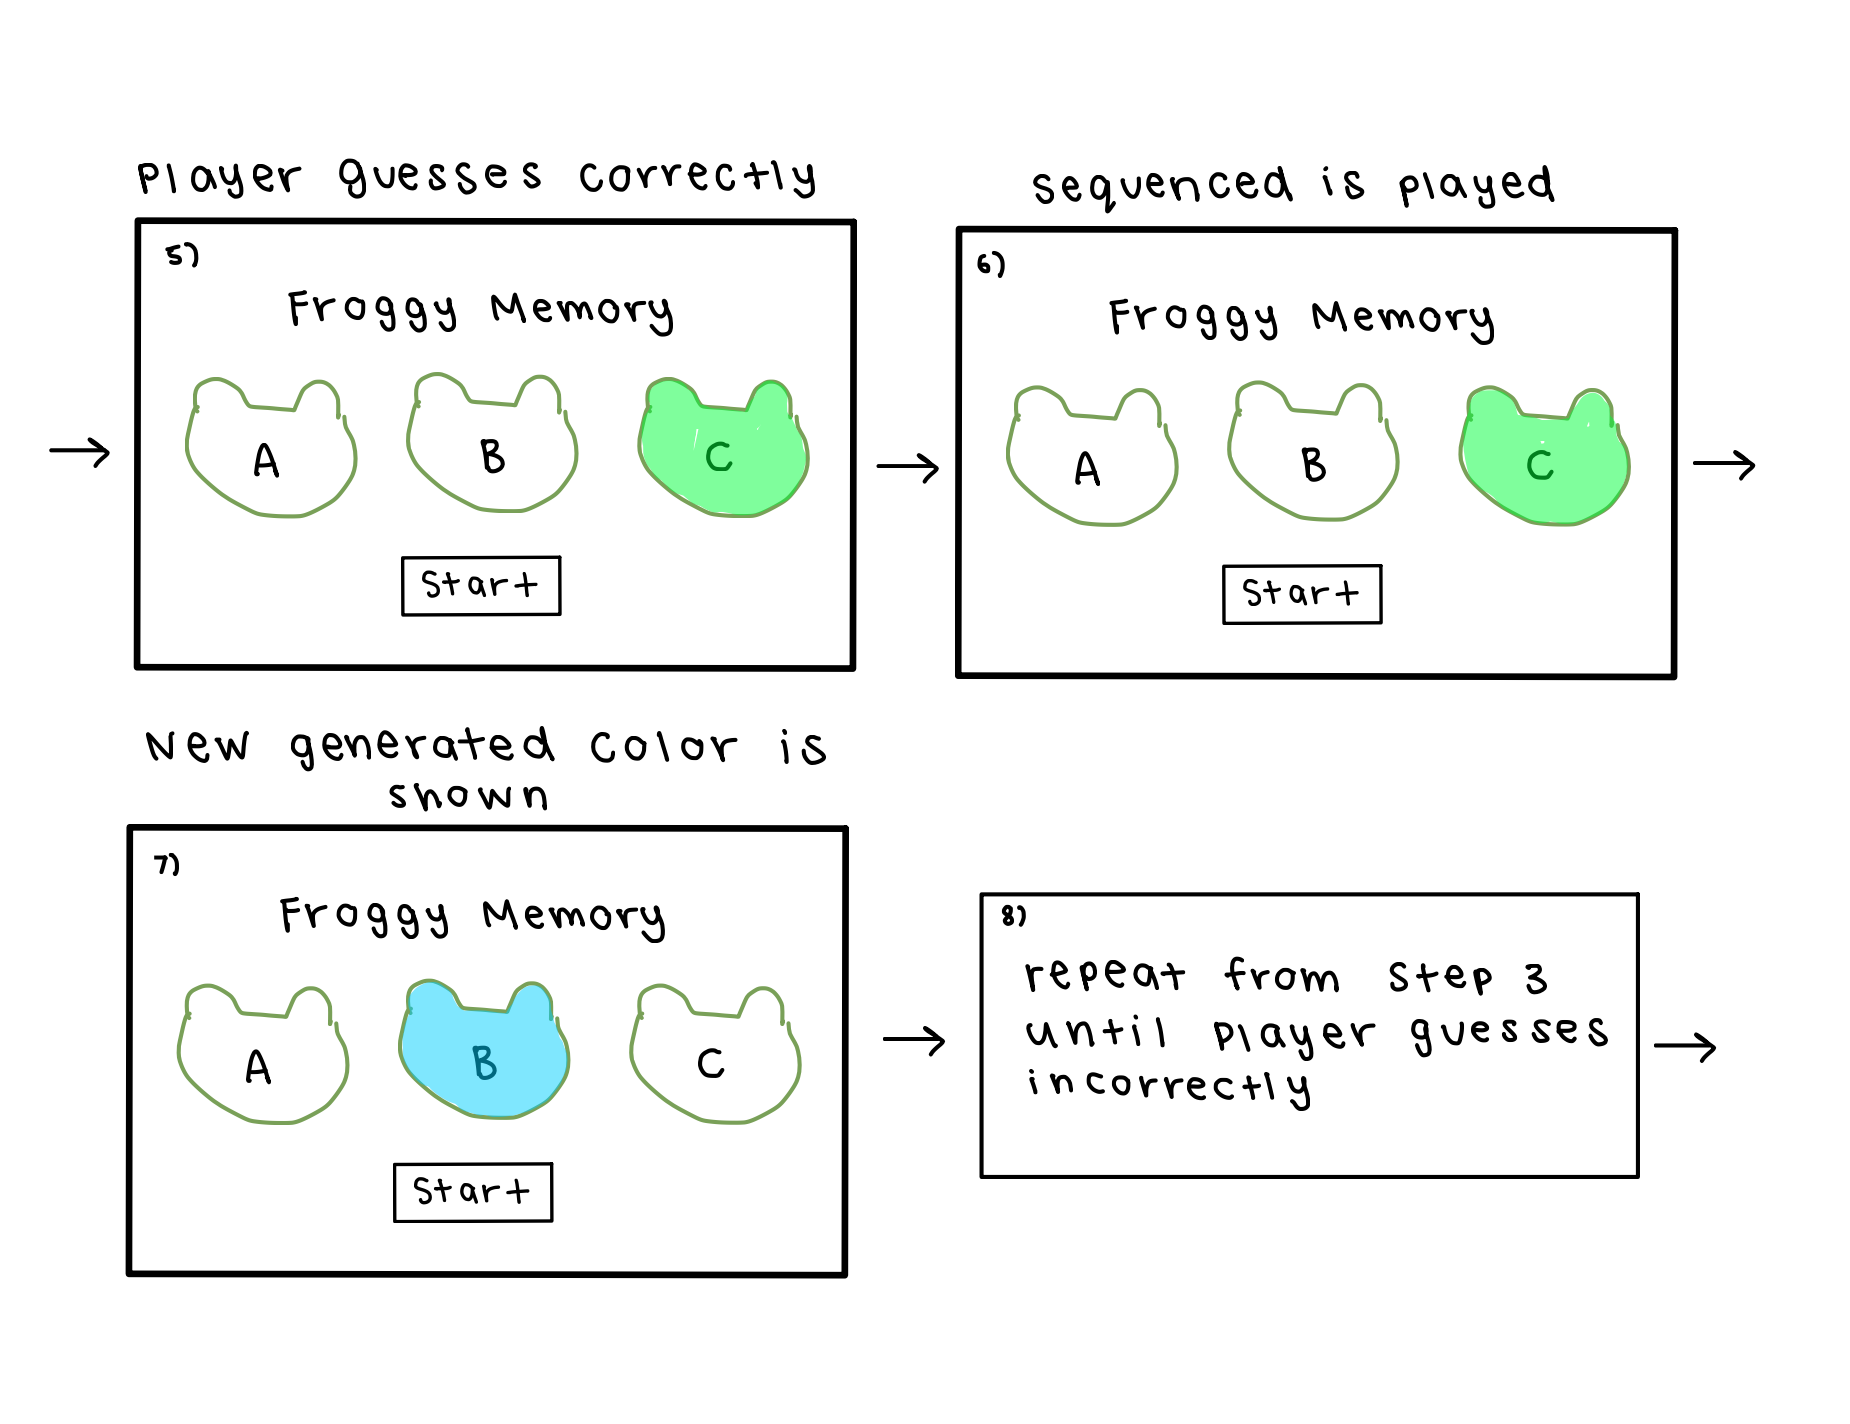 Player guesses correctly
5)
Froggy Memory
A B C
Start
sequenced is played
6)
Froggy Memory
A B C
Start
New generated color is
shown
7)
Froggy Memory
A B C
Start
8)
repeat from step 3
until player guesses
incorrectly